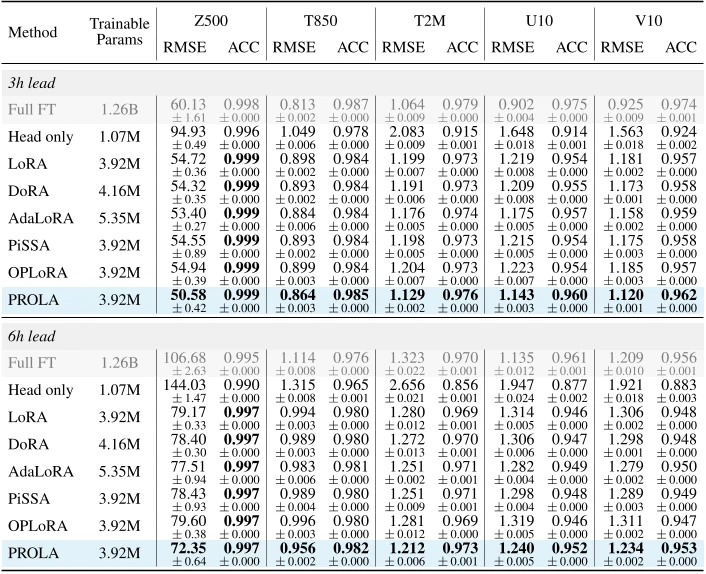 Method Trainable Params Z500 T850 T2M U10 V10
RMSE ACC RMSE ACC RMSE ACC RMSE ACC RMSE ACC
3h lead
Full FT 1.26B 60.13 0.998 0.813 0.987 1.064 0.979 0.902 0.975 0.925 0.974
± 1.61 ± 0.000 ± 0.002 ± 0.000 ± 0.009 ± 0.000 ± 0.004 ± 0.000 ± 0.009 ± 0.001
Head only 1.07M 94.93 0.996 1.049 0.978 2.083 0.915 1.648 0.914 1.563 0.924
± 0.49 ± 0.000 ± 0.006 ± 0.000 ± 0.009 ± 0.001 ± 0.018 ± 0.001 ± 0.018 ± 0.002
LoRA 3.92M 54.72 0.999 0.898 0.984 1.199 0.973 1.219 0.954 1.181 0.957
± 0.36 ± 0.000 ± 0.002 ± 0.000 ± 0.007 ± 0.000 ± 0.008 ± 0.000 ± 0.002 ± 0.000
DoRA 4.16M 54.32 0.999 0.893 0.984 1.191 0.973 1.209 0.955 1.173 0.958
± 0.35 ± 0.000 ± 0.002 ± 0.000 ± 0.006 ± 0.000 ± 0.008 ± 0.000 ± 0.001 ± 0.000
AdaLoRA 5.35M 53.40 0.999 0.884 0.984 1.176 0.974 1.175 0.957 1.158 0.959
± 0.27 ± 0.000 ± 0.006 ± 0.000 ± 0.005 ± 0.000 ± 0.005 ± 0.000 ± 0.002 ± 0.000
PiSSA 3.92M 54.55 0.999 0.893 0.984 1.198 0.973 1.215 0.954 1.175 0.958
± 0.89 ± 0.000 ± 0.002 ± 0.000 ± 0.005 ± 0.000 ± 0.005 ± 0.000 ± 0.003 ± 0.000
OPLoRA 3.92M 54.94 0.999 0.899 0.984 1.204 0.973 1.223 0.954 1.185 0.957
± 0.39 ± 0.000 ± 0.003 ± 0.000 ± 0.007 ± 0.000 ± 0.007 ± 0.000 ± 0.003 ± 0.000
PROLA 3.92M 50.58 0.999 0.864 0.985 1.129 0.976 1.143 0.960 1.120 0.962
± 0.42 ± 0.000 ± 0.003 ± 0.000 ± 0.002 ± 0.000 ± 0.003 ± 0.000 ± 0.001 ± 0.000
6h lead
Full FT 1.26B 106.68 0.995 1.114 0.976 1.323 0.970 1.135 0.961 1.209 0.956
± 2.63 ± 0.000 ± 0.008 ± 0.000 ± 0.022 ± 0.001 ± 0.012 ± 0.001 ± 0.010 ± 0.001
Head only 1.07M 144.03 0.990 1.315 0.965 2.656 0.856 1.947 0.877 1.921 0.883
± 1.47 ± 0.000 ± 0.008 ± 0.001 ± 0.021 ± 0.001 ± 0.024 ± 0.002 ± 0.018 ± 0.003
LoRA 3.92M 79.17 0.997 0.994 0.980 1.280 0.969 1.314 0.946 1.306 0.948
± 0.33 ± 0.000 ± 0.003 ± 0.000 ± 0.012 ± 0.001 ± 0.005 ± 0.000 ± 0.002 ± 0.000
DoRA 4.16M 78.40 0.997 0.989 0.980 1.272 0.970 1.306 0.947 1.298 0.948
± 0.30 ± 0.000 ± 0.003 ± 0.000 ± 0.013 ± 0.001 ± 0.006 ± 0.000 ± 0.002 ± 0.000
AdaLoRA 5.35M 77.51 0.997 0.983 0.981 1.251 0.971 1.282 0.949 1.279 0.950
± 0.94 ± 0.000 ± 0.006 ± 0.000 ± 0.002 ± 0.000 ± 0.002 ± 0.000 ± 0.004 ± 0.000
PiSSA 3.92M 78.43 0.997 0.989 0.980 1.251 0.971 1.298 0.948 1.289 0.949
± 0.93 ± 0.000 ± 0.004 ± 0.000 ± 0.009 ± 0.001 ± 0.004 ± 0.000 ± 0.003 ± 0.000
OPLoRA 3.92M 79.60 0.997 0.996 0.980 1.281 0.969 1.319 0.946 1.311 0.947
± 0.38 ± 0.000 ± 0.003 ± 0.000 ± 0.012 ± 0.000 ± 0.005 ± 0.000 ± 0.002 ± 0.000
PROLA 3.92M 72.35 0.997 0.956 0.982 1.212 0.973 1.240 0.952 1.234 0.953
± 0.64 ± 0.000 ± 0.002 ± 0.000 ± 0.006 ± 0.001 ± 0.005 ± 0.000 ± 0.002 ± 0.000